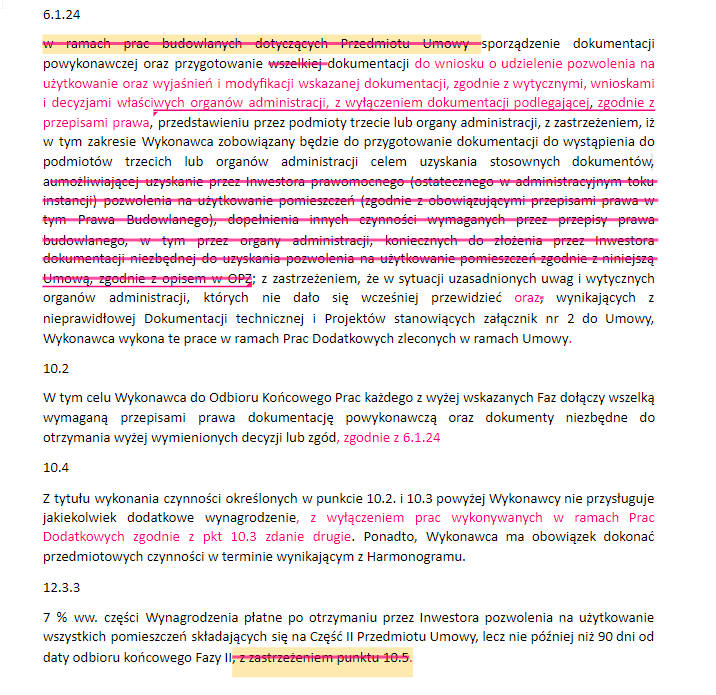 6.1.24
w ramach prac budowlanych dotyczących Przedmiotu Umowy sporządzenie dokumentacji
powykonawczej oraz przygotowanie wszelkiej dokumentacji do wniosku o udzielenie pozwolenia na
użytkowanie oraz wyjaśnień i modyfikacji wskazanej dokumentacji, zgodnie z wytycznymi, wnioskami
i decyzjami właściwych organów administracji, z wyłączeniem dokumentacji podlegającej, zgodnie z
przepisami prawa, przedstawieniu przez podmioty trzecie lub organy administracji, z zastrzeżeniem, iż
w tym zakresie Wykonawca zobowiązany będzie do przygotowanie dokumentacji do wystąpienia do
podmiotów trzecich lub organów administracji celem uzyskania stosownych dokumentów,
aumożliwiającej uzyskanie przez Inwestora prawomocnego (ostatecznego w administracyjnym toku
instancji) pozwolenia na użytkowanie pomieszczeń (zgodnie z obowiązującymi przepisami prawa w
tym Prawa Budowlanego), dopełnienia innych czynności wymaganych przez przepisy prawa
budowlanego, w tym przez organy administracji, koniecznych do złożenia przez Inwestora
dokumentacji niezbędnej do uzyskania pozwolenia na użytkowanie pomieszczeń zgodnie z niniejszą
Umową, zgodnie z opisem w OPZ; z zastrzeżeniem, że w sytuacji uzasadnionych uwag i wytycznych
organów administracji, których nie dało się wcześniej przewidzieć oraz, wynikających z
nieprawidłowej Dokumentacji technicznej i Projektów stanowiących załącznik nr 2 do Umowy,
Wykonawca wykona te prace w ramach Prac Dodatkowych zleconych w ramach Umowy.
10.2
W tym celu Wykonawca do Odbioru Końcowego Prac każdego z wyżej wskazanych Faz dołączy wszelką
wymaganą przepisami prawa dokumentację powykonawczą oraz dokumenty niezbędne do
otrzymania wyżej wymienionych decyzji lub zgód, zgodnie z 6.1.24
10.4
Z tytułu wykonania czynności określonych w punkcie 10.2. i 10.3 powyżej Wykonawcy nie przysługuje
jakiekolwiek dodatkowe wynagrodzenie, z wyłączeniem prac wykonywanych w ramach Prac
Dodatkowych zgodnie z pkt 10.3 zdanie drugie. Ponadto, Wykonawca ma obowiązek dokonać
przedmiotowych czynności w terminie wynikającym z Harmonogramu.
12.3.3
7 % ww. części Wynagrodzenia płatne po otrzymaniu przez Inwestora pozwolenia na użytkowanie
wszystkich pomieszczeń składających się na Część II Przedmiotu Umowy, lecz nie później niż 90 dni od
daty odbioru końcowego Fazy II, z zastrzeżeniem punktu 10.5.